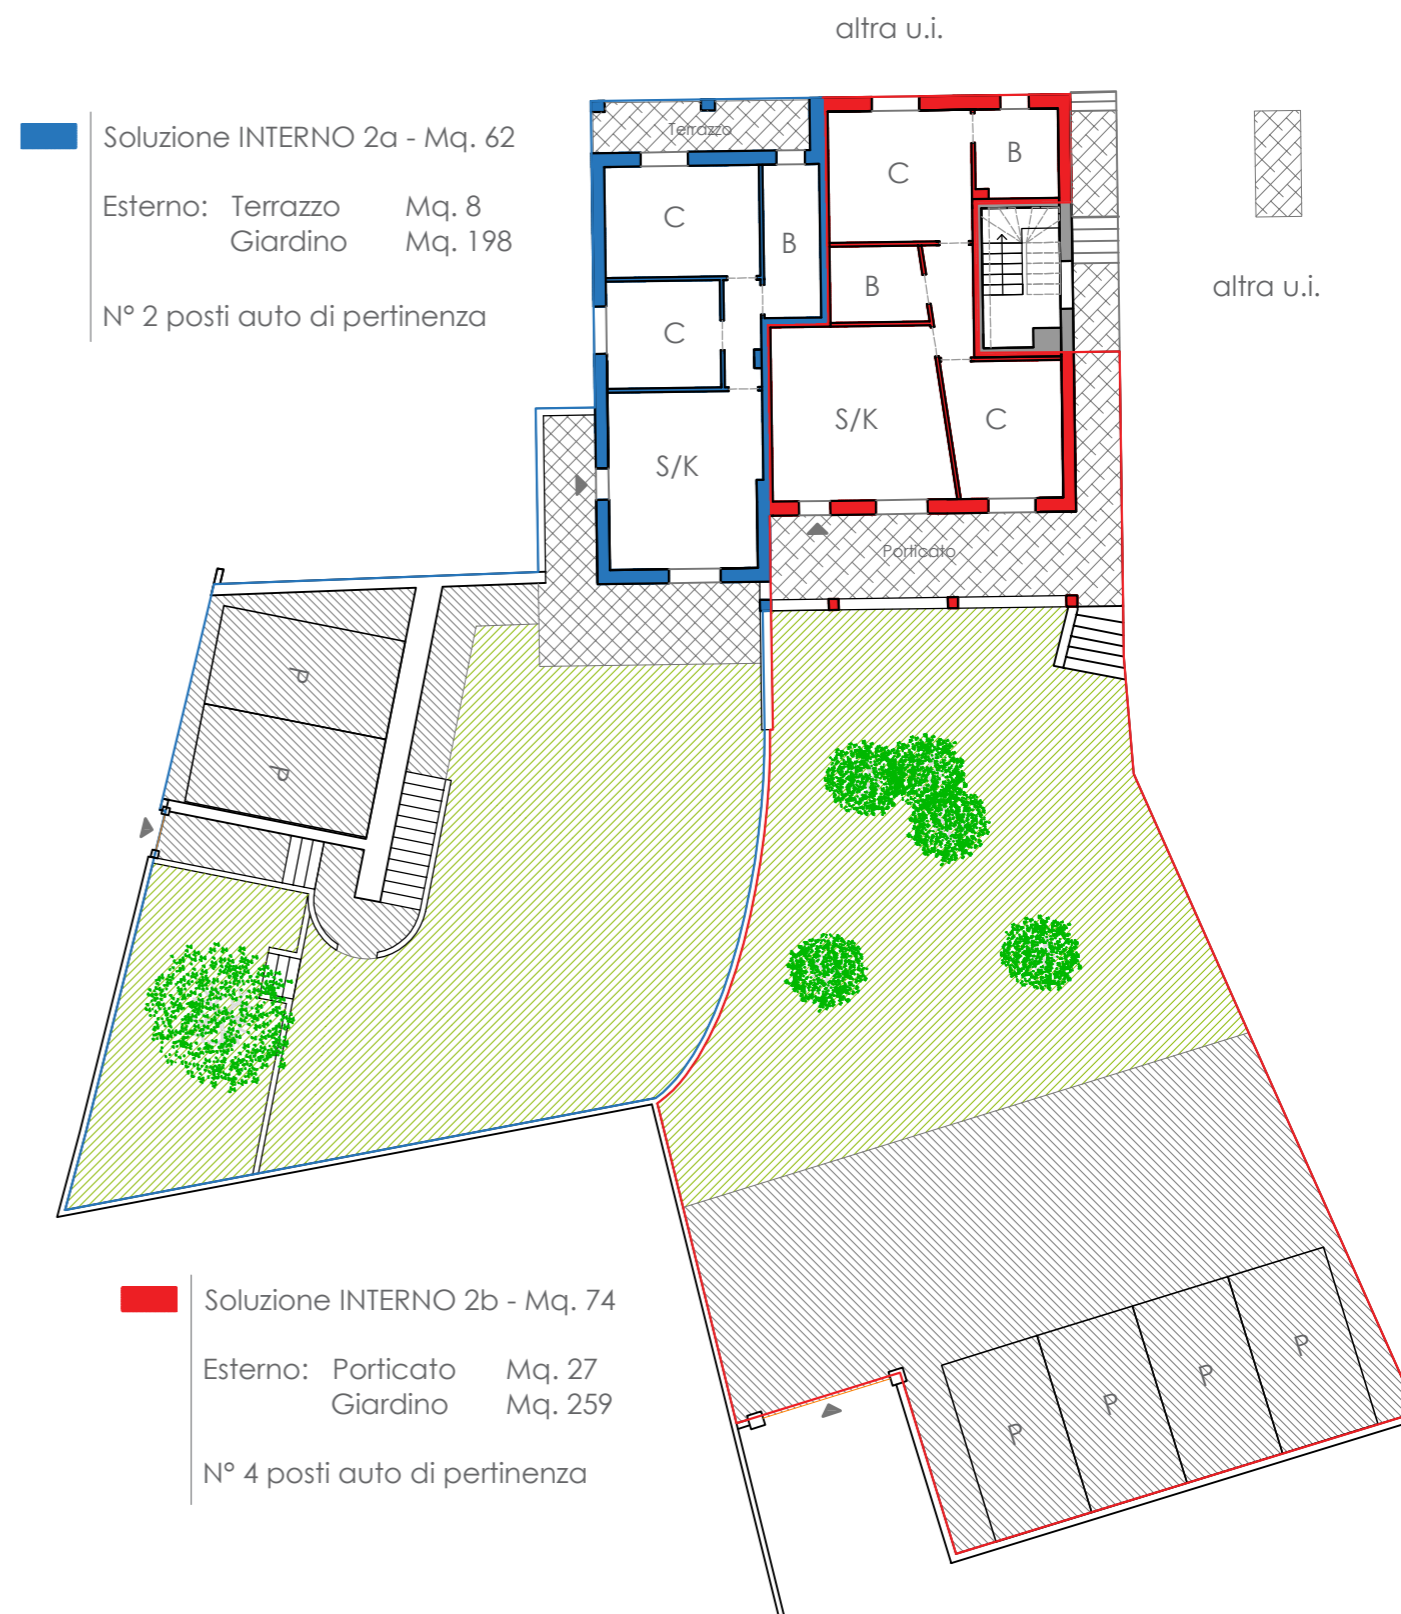 altra u.i.
Soluzione INTERNO 2a - Mq. 62
Esterno: Terrazzo Mq. 8
Giardino Mq. 198
N° 2 posti auto di pertinenza
Terrazzo
C
B
C
B
altra u.i.
C
B
C
S/K
S/K
C
Porticato
P
P
Soluzione INTERNO 2b - Mq. 74
Esterno: Porticato Mq. 27
Giardino Mq. 259
N° 4 posti auto di pertinenza
P
P
P
P